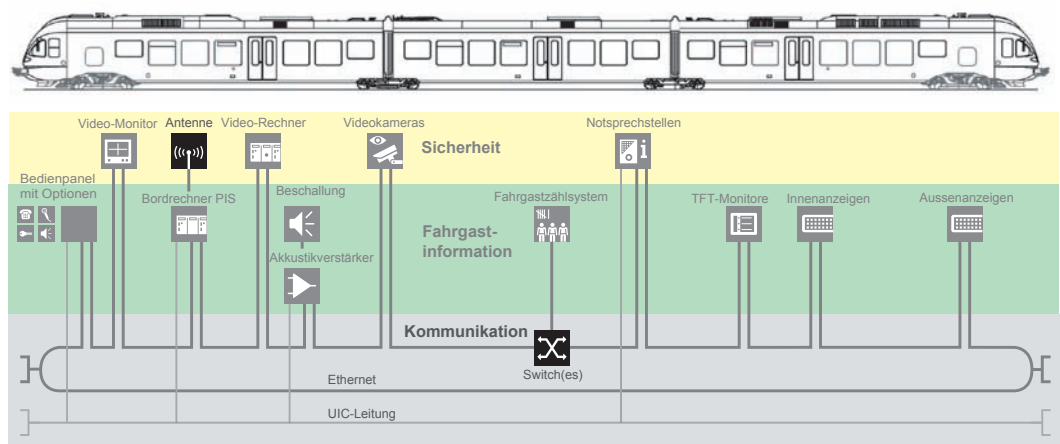 Video-Monitor
Antenne
Video-Rechner
Videokameras
Sicherheit
Notsprechstellen
Bedienpanel
mit Optionen
Bordrechner PIS
Beschallung
Fahrgastzählsystem
TFT-Monitore
Innenanzeigen
Aussenanzeigen
Fahrgast-
information
Akkustikverstärker
Kommunikation
Switch(es)
Ethernet
UIC-Leitung